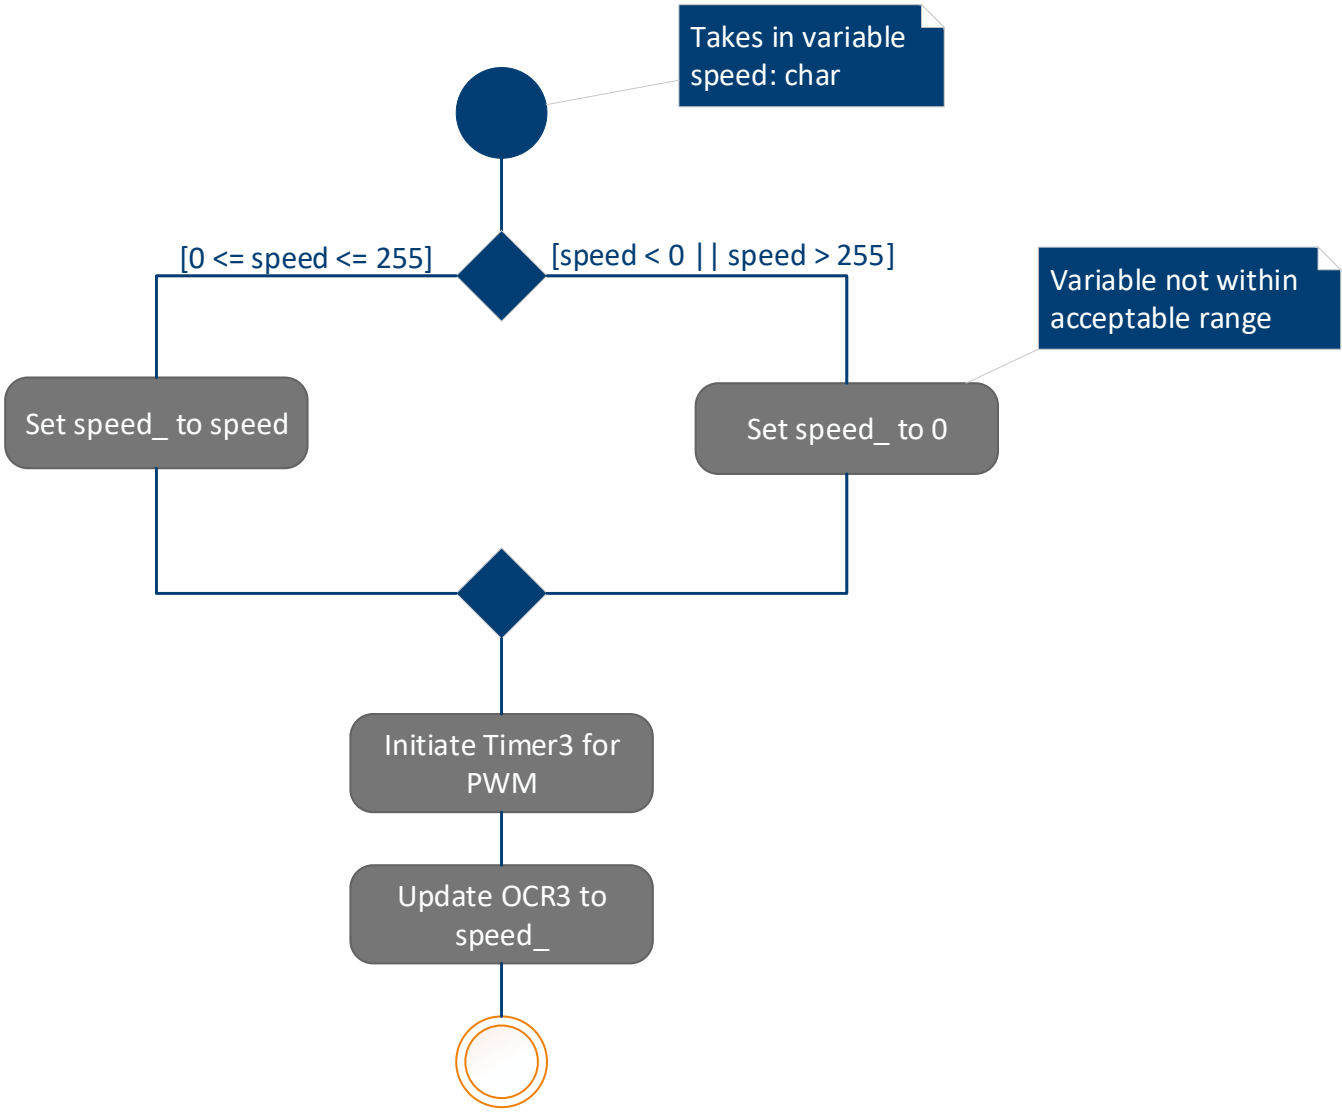 Takes in variable
speed: char
[0 <= speed <= 255]
[speed < 0 || speed > 255]
Variable not within
acceptable range
Set speed_ to speed
Set speed_ to 0
Initiate Timer3 for
PWM
Update OCR3 to
speed_